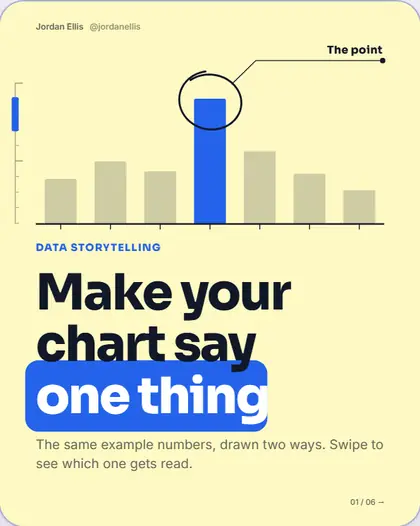 Jordan Ellis @jordanellis
The point
DATA STORYTELLING
Make your
chart say
one thing
The same example numbers, drawn two ways. Swipe to
see which one gets read.
01 / 06 →